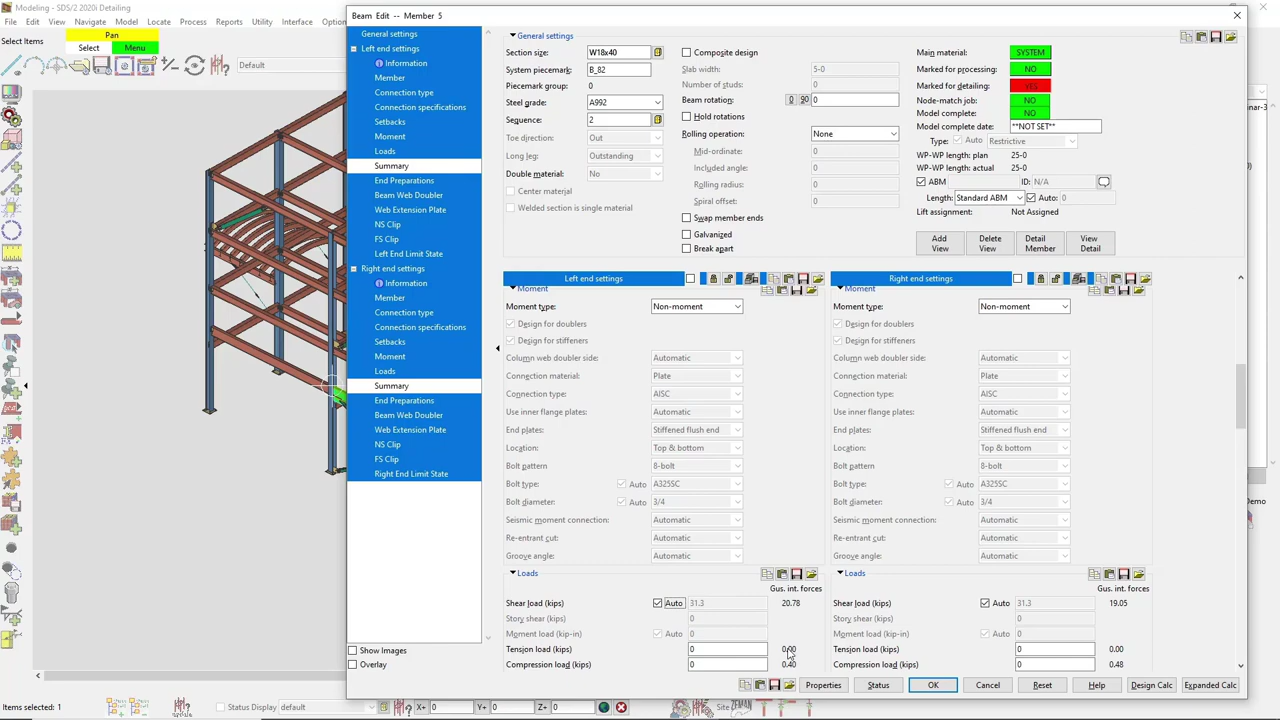 Modeling - SDS/2 2020i Detailing
File Edit View Navigate Model Locate Process Reports Utility Interface Option
Select Items
Pan
Select Menu
Default
Beam Edit -- Member 5
General settings
Left end settings
Information
Member
Connection type
Connection specifications
Setbacks
Moment
Loads
Summary
End Preparations
Beam Web Doubler
Web Extension Plate
NS Clip
FS Clip
Left End Limit State
Right end settings
Information
Member
Connection type
Connection specifications
Setbacks
Moment
Loads
Summary
End Preparations
Beam Web Doubler
Web Extension Plate
NS Clip
FS Clip
Right End Limit State
Show Images
Overlay
General settings
Section size: W18x40
System piecemark: B_82
Piecemark group: 0
Steel grade: A992
Sequence: 2
Toe direction: Out
Long leg: Outstanding
Double material: No
Center material
Welded section is single material
Composite design
Slab width: 5-0
Number of studs: 0
Beam rotation: 0 90 0
Hold rotations
Rolling operation: None
Mid-ordinate: 0
Included angle: 0
Rolling radius: 0
Spiral offset: 0
Swap member ends
Galvanized
Break apart
Main material: SYSTEM
Marked for processing: NO
Marked for detailing: YES
Node-match job: NO
Model complete: NO
Model complete date: **NOT SET**
Type: Auto Restrictive
WP-WP length: plan 25-0
WP-WP length: actual 25-0
ABM ID: N/A
Length: Standard ABM Auto: 0
Lift assignment: Not Assigned
Add View Delete View Detail Member View Detail
Left end settings Right end settings
Moment Moment
Moment type: Non-moment Moment type: Non-moment
Design for doublers Design for doublers
Design for stiffeners Design for stiffeners
Column web doubler side: Automatic Column web doubler side: Automatic
Connection material: Plate Connection material: Plate
Connection type: AISC Connection type: AISC
Use inner flange plates: Automatic Use inner flange plates: Automatic
End plates: Stiffened flush end End plates: Stiffened flush end
Location: Top & bottom Location: Top & bottom
Bolt pattern 8-bolt Bolt pattern 8-bolt
Bolt type: Auto A325SC Bolt type: Auto A325SC
Bolt diameter: Auto 3/4 Bolt diameter: Auto 3/4
Seismic moment connection: Automatic Seismic moment connection: Automatic
Re-entrant cut: Automatic Re-entrant cut: Automatic
Groove angle: Automatic Groove angle: Automatic
Loads Loads
Gus. int. forces Gus. int. forces
Shear load (kips) Auto 31.3 20.78 Shear load (kips) Auto 31.3 19.05
Story shear (kips) 0 Story shear (kips) 0
Moment load (kip-in) Auto 0 Moment load (kip-in) Auto 0
Tension load (kips) 0 0.00 Tension load (kips) 0 0.00
Compression load (kips) 0 0.40 Compression load (kips) 0 0.48
Properties Status OK Cancel Reset Help Design Calc Expanded Calc
Items selected: 1 Status Display: default X+ 0 Y+ 0 Z+ 0 Site
Demo